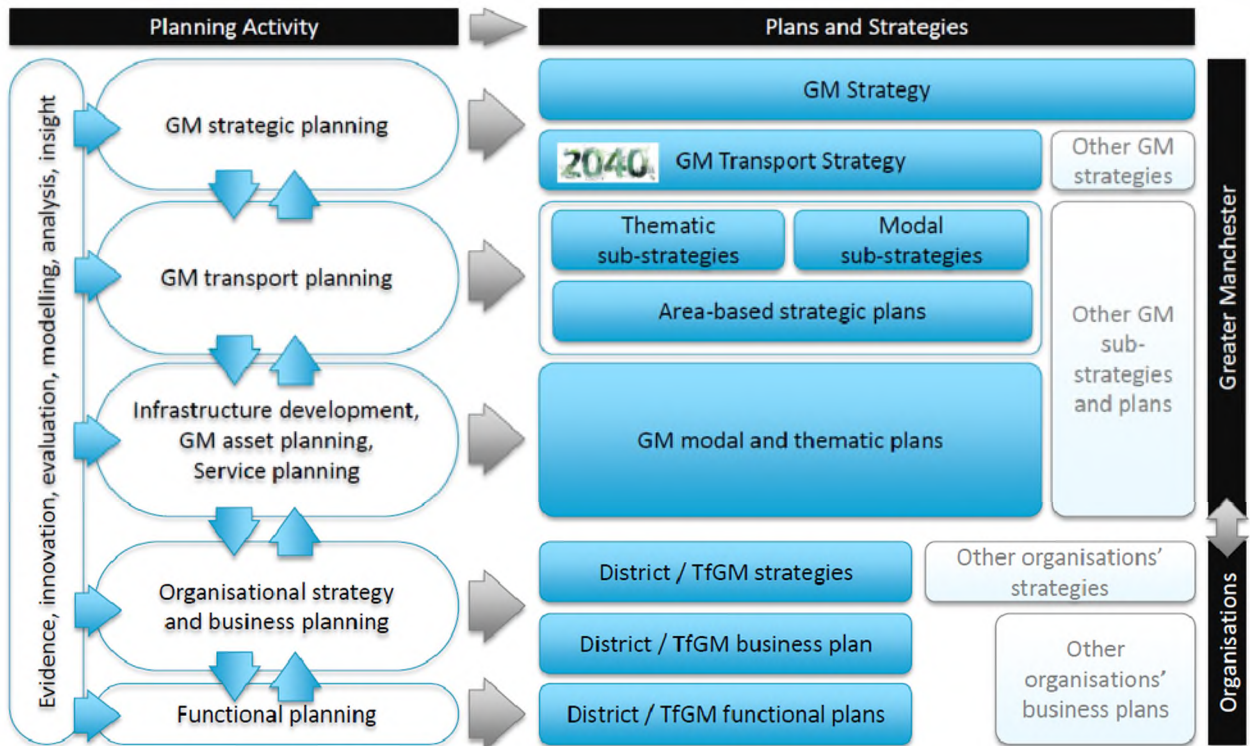 Planning Activity
Plans and Strategies
Evidence, innovation, evaluation, modelling, analysis, insight
GM strategic planning
GM Strategy
2040 GM Transport Strategy
Other GM
strategies
GM transport planning
Thematic
sub-strategies
Modal
sub-strategies
Area-based strategic plans
Other GM
sub-
strategies
and plans
Infrastructure development,
GM asset planning,
Service planning
GM modal and thematic plans
Greater Manchester
Organisational strategy
and business planning
District / TfGM strategies
Other organisations'
strategies
District / TfGM business plan
Other
organisations'
business plans
Functional planning
District / TfGM functional plans
Organisations